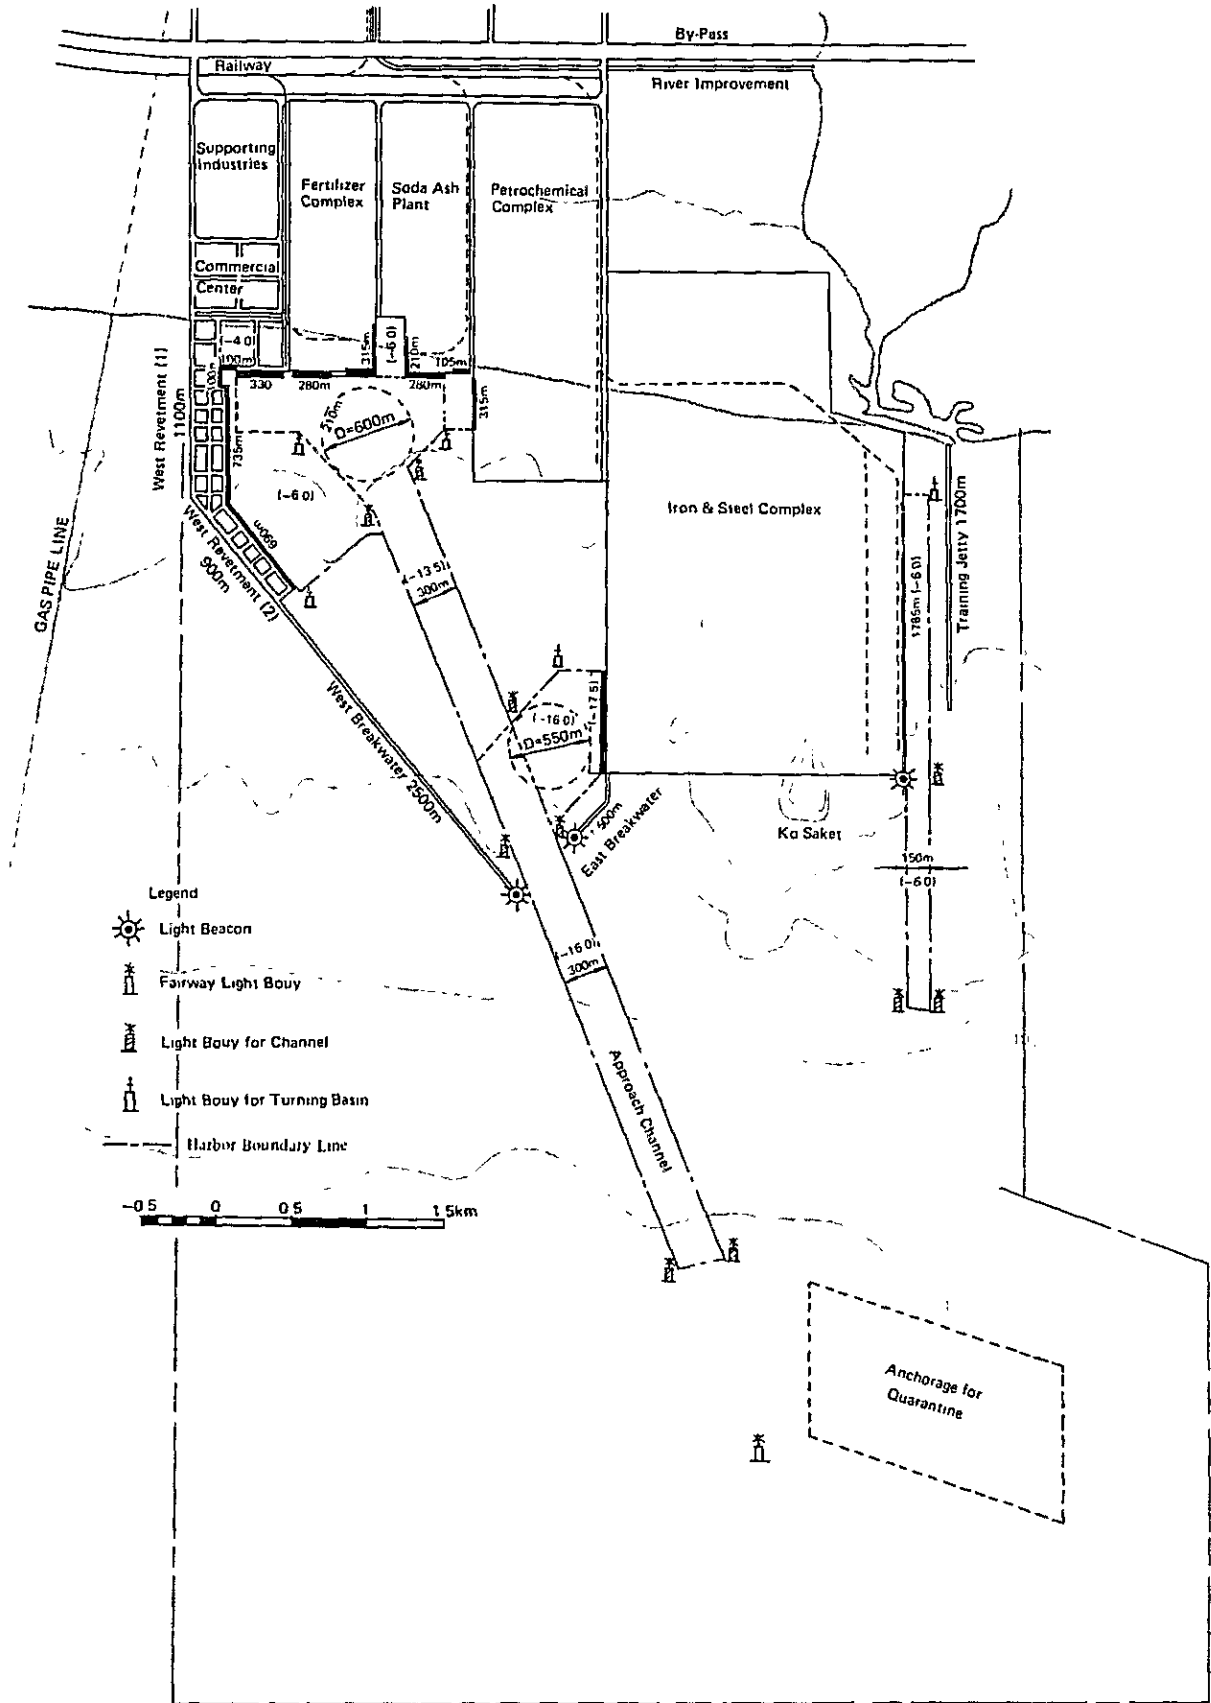 By-Pass
Railway
River Improvement
Supporting
Industries
Fertilizer
Complex
Soda Ash
Plant
Petrochemical
Complex
Commercial
Center
(-4 0)
100m
100m
330
280m
315m
(-6 0)
210m
105m
280m
315m
210m
D=600m
West Revetment (1)
1100m
735m
(-6 0)
690m
West Revetment (2)
900m
GAS PIPE LINE
Iron & Steel Complex
(-13 5)
300m
1785m (-6 0)
Training Jetty 1 700m
(-16 0)
D=550m
(-17 5)
West Breakwater 2500m
East Breakwater
Ko Saket
150m
(-6 0)
(-16 0)
300m
Approach Channel
Legend
Light Beacon
Fairway Light Bouy
Light Bouy for Channel
Light Bouy for Turning Basin
Harbor Boundary Line
-0 5 0 0 5 1 1 5km
Anchorage for
Quarantine